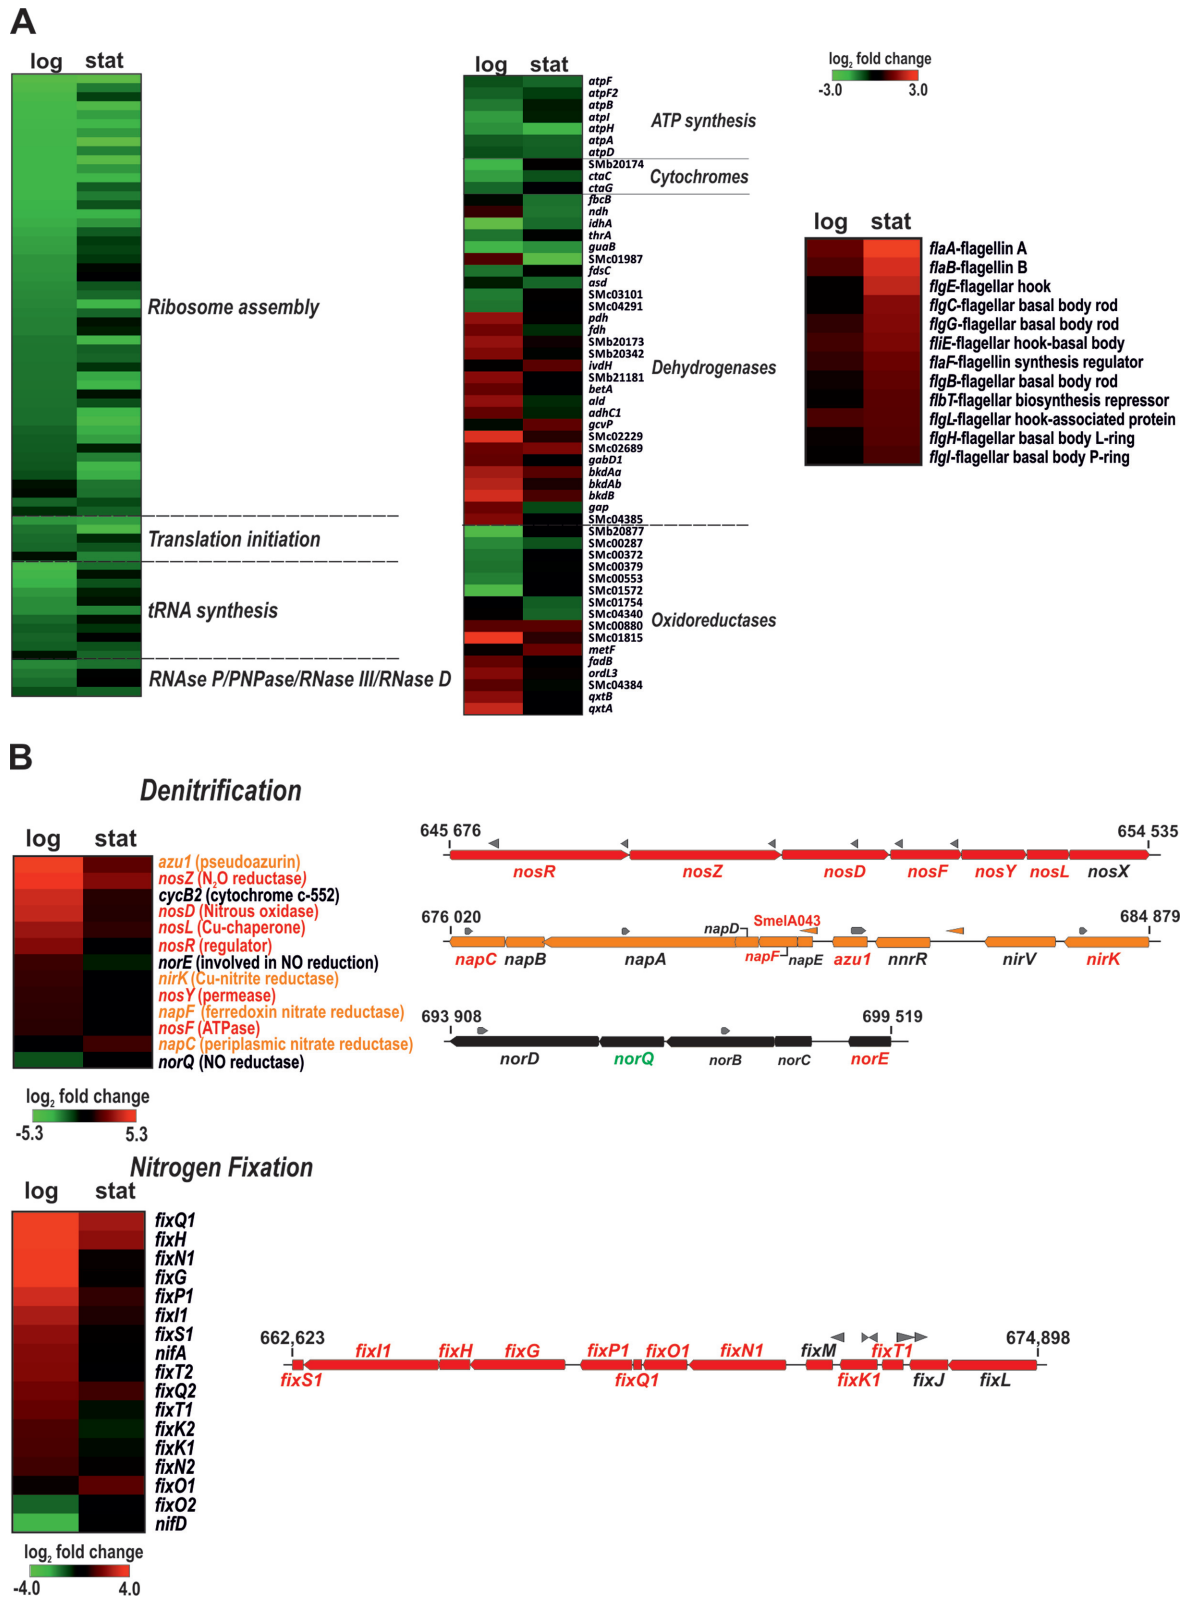 A
log stat
Ribosome assembly
Translation initiation
tRNA synthesis
RNAse P/PNPase/RNase III/RNase D
log stat
atpF
atpF2
atpB
atpI
atpH
atpA
atpD
SMb20174
ctaC
ctaG
fbcB
ndh
idhA
thrA
guaB
SMc01987
fdsC
asd
SMc03101
SMc04291
pdh
fdh
SMb20173
SMb20342
ivdH
SMb21181
betA
ald
adhC1
gcvP
SMc02229
SMc02689
gabD1
bkdAa
bkdAb
bkdB
gap
SMc04385
SMb20877
SMc00287
SMc00372
SMc00379
SMc00553
SMc01572
SMc01754
SMc04340
SMc00880
SMc01815
metF
fadB
ordL3
SMc04384
qxtB
qxtA
ATP synthesis
Cytochromes
Dehydrogenases
Oxidoreductases
log2 fold change
-3.0 3.0
log stat
flaA-flagellin A
flaB-flagellin B
flgE-flagellar hook
flgC-flagellar basal body rod
flgG-flagellar basal body rod
fliE-flagellar hook-basal body
flaF-flagellin synthesis regulator
flgB-flagellar basal body rod
flbT-flagellar biosynthesis repressor
flgL-flagellar hook-associated protein
flgH-flagellar basal body L-ring
flgI-flagellar basal body P-ring
B
Denitrification
log stat
azu1 (pseudoazurin)
nosZ (N2O reductase)
cycB2 (cytochrome c-552)
nosD (Nitrous oxidase)
nosL (Cu-chaperone)
nosR (regulator)
norE (involved in NO reduction)
nirK (Cu-nitrite reductase)
nosY (permease)
napF (ferredoxin nitrate reductase)
nosF (ATPase)
napC (periplasmic nitrate reductase)
norQ (NO reductase)
log2 fold change
-5.3 5.3
645 676 654 535
nosR nosZ nosD nosF nosY nosL nosX
676 020 684 879
SmelA043
napD
napC napB napA napF napE azu1 nnrR nirV nirK
693 908 699 519
norD norQ norB norC norE
Nitrogen Fixation
log stat
fixQ1
fixH
fixN1
fixG
fixP1
fixI1
fixS1
nifA
fixT2
fixQ2
fixT1
fixK2
fixK1
fixN2
fixO1
fixO2
nifD
log2 fold change
-4.0 4.0
662,623 674,898
fixI1 fixH fixG fixP1 fixO1 fixN1 fixM fixT1
fixS1 fixQ1 fixK1 fixJ fixL